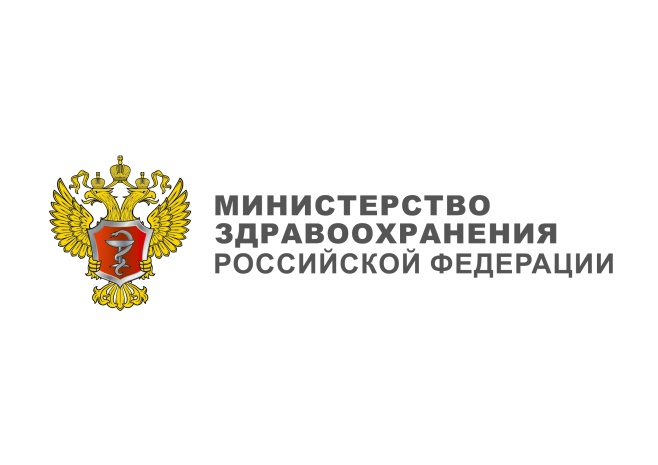 МИНИСТЕРСТВО
ЗДРАВООХРАНЕНИЯ
РОССИЙСКОЙ ФЕДЕРАЦИИ